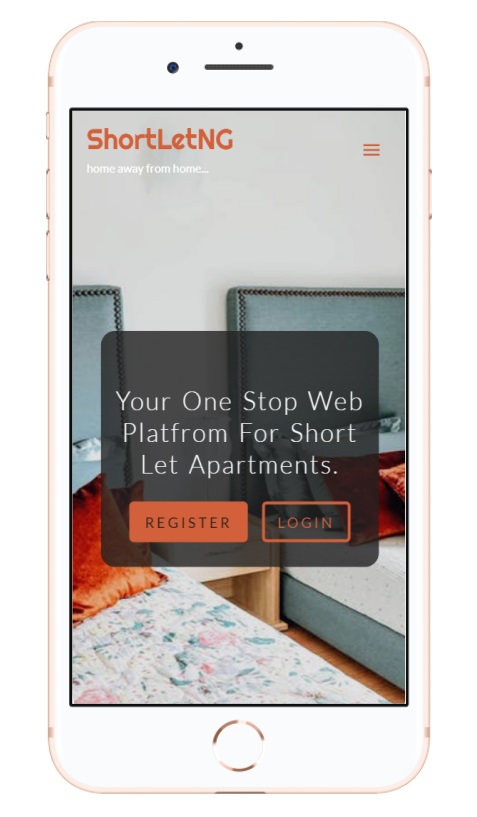 ShortLetNG
home away from home...
Your One Stop Web
Platfrom For Short
Let Apartments.
REGISTER LOGIN